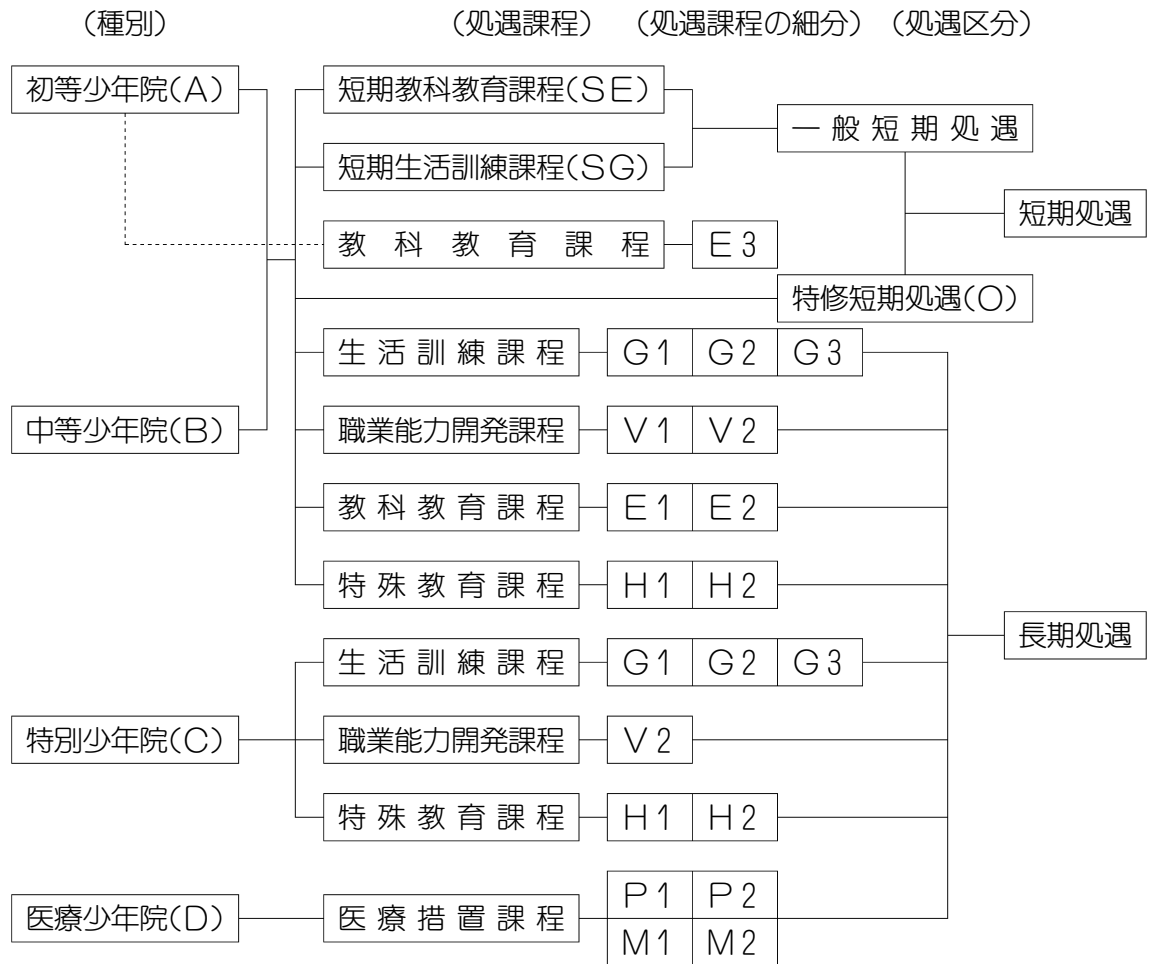 (種別) (処遇課程) (処遇課程の細分) (処遇区分)
初等少年院(A) 短期教科教育課程(SE)
一般短期処遇
短期生活訓練課程(SG)
短期処遇
教科教育課程 E3
特修短期処遇(O)
生活訓練課程 G1 G2 G3
中等少年院(B) 職業能力開発課程 V1 V2
教科教育課程 E1 E2
特殊教育課程 H1 H2
長期処遇
生活訓練課程 G1 G2 G3
特別少年院(C) 職業能力開発課程 V2
特殊教育課程 H1 H2
P1 P2
医療少年院(D) 医療措置課程
M1 M2